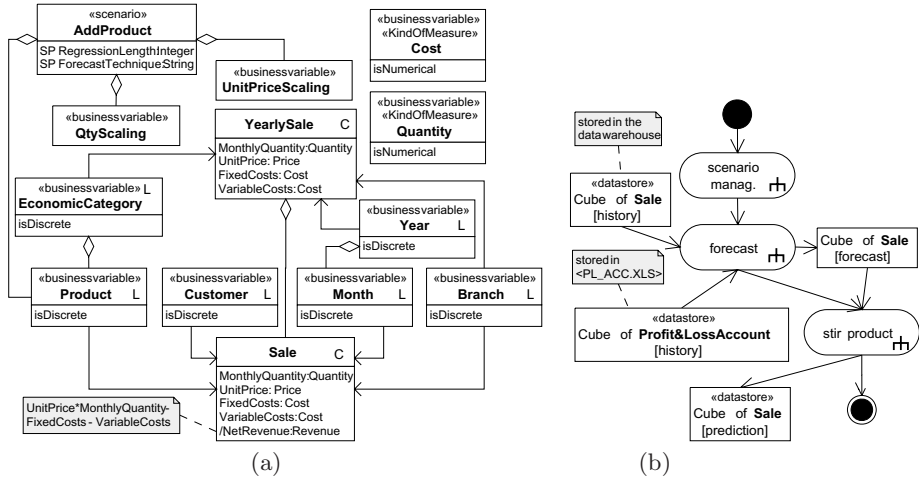 «scenario»
AddProduct
SP RegressionLength:Integer
SP ForecastTechnique:String
«businessvariable»
UnitPriceScaling
«businessvariable»
«KindOfMeasure»
Cost
isNumerical
«businessvariable»
QtyScaling
YearlySale C
MonthlyQuantity:Quantity
UnitPrice: Price
FixedCosts: Cost
VariableCosts:Cost
«businessvariable»
«KindOfMeasure»
Quantity
isNumerical
«businessvariable» L
EconomicCategory
isDiscrete
«businessvariable»
Year L
isDiscrete
«businessvariable»
Product L
isDiscrete
«businessvariable»
Customer L
isDiscrete
«businessvariable»
Month L
isDiscrete
«businessvariable»
Branch L
isDiscrete
Sale C
MonthlyQuantity:Quantity
UnitPrice: Price
FixedCosts: Cost
VariableCosts:Cost
/NetRevenue:Revenue
UnitPrice*MonthlyQuantity-
FixedCosts - VariableCosts
(a)
stored in the
datawarehouse
scenario
manag.
«datastore»
Cube of Sale
[history]
forecast
Cube of Sale
[forecast]
stored in
<PL_ACC.XLS>
«datastore»
Cube of Profit&LossAccount
[history]
stir product
«datastore»
Cube of Sale
[prediction]
(b)